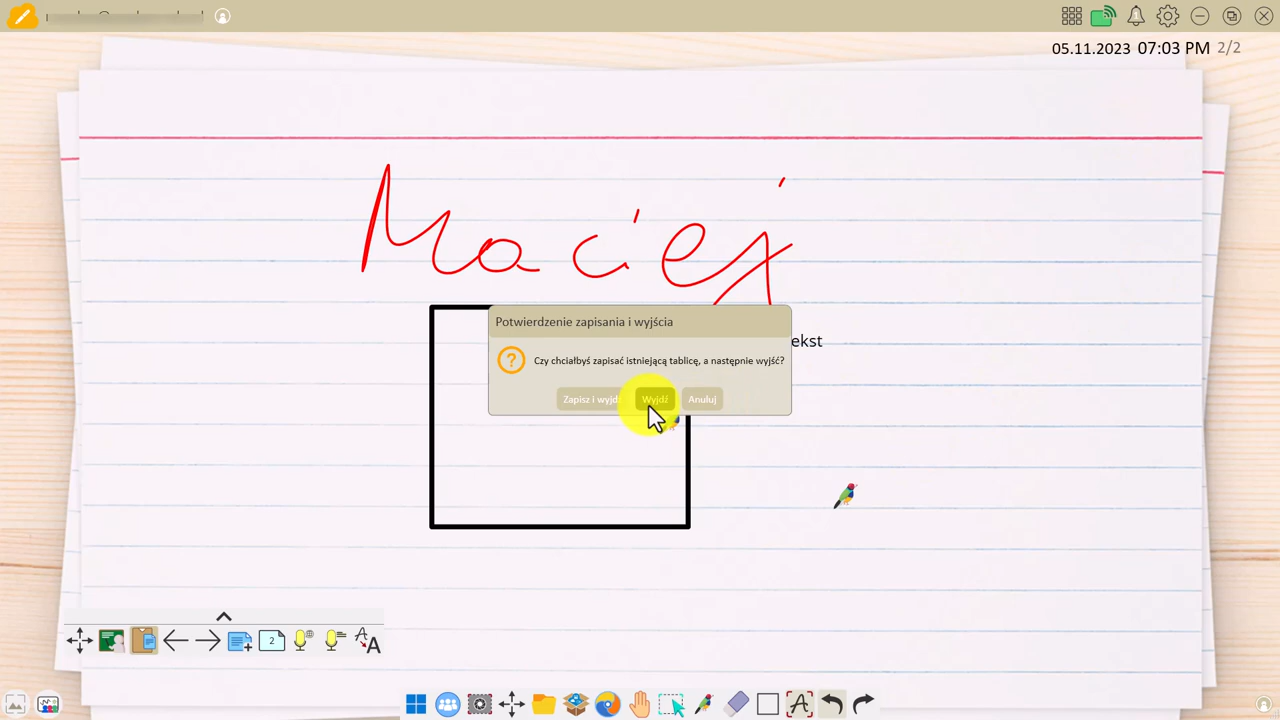 05.11.2023 07:03 PM 2/2
Maciej
Potwierdzenie zapisania i wyjścia
ekst
Czy chciałbyś zapisać istniejącą tablicę, a następnie wyjść?
Zapisz i wyjdź Wyjdź Anuluj
2